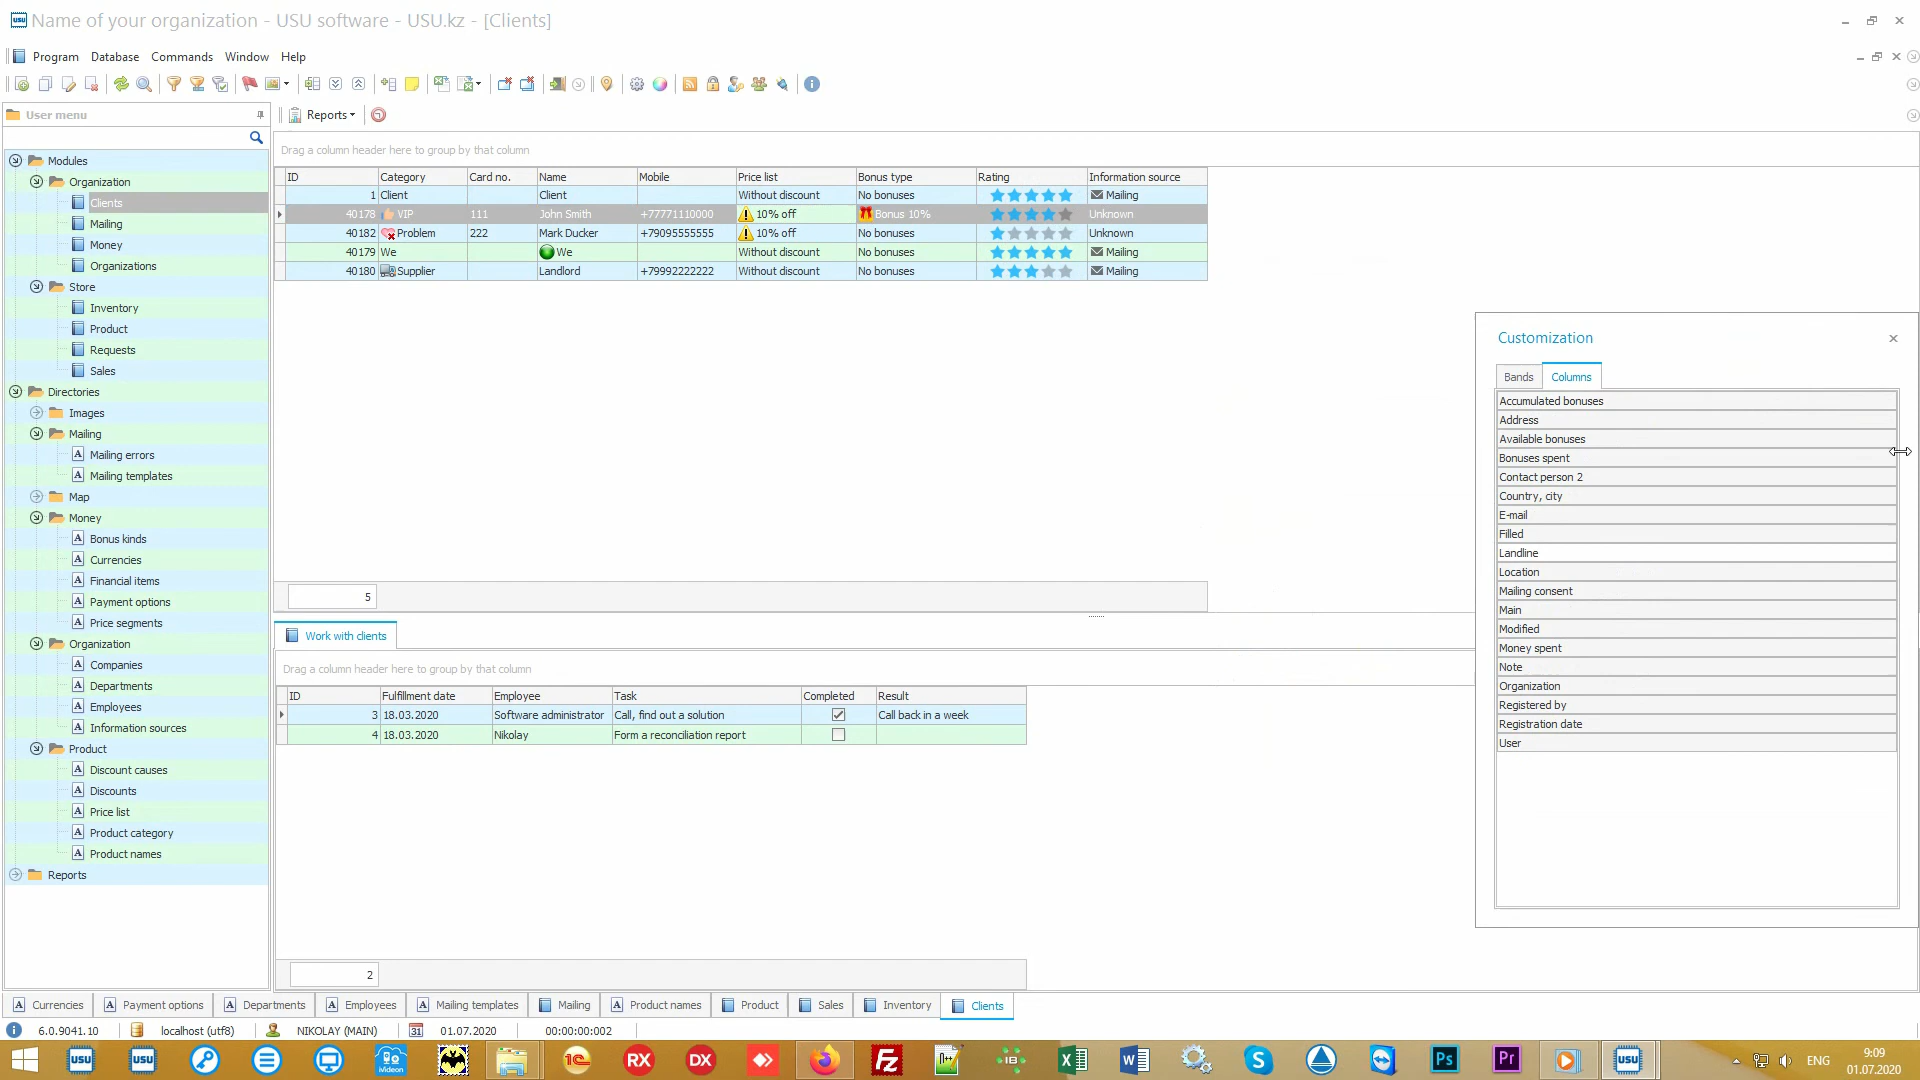 Name of your organization - USU software - USU.kz - [Clients]
Program Database Commands Window Help
User menu
Reports
Drag a column header here to group by that column
Modules
Organization
Clients
Mailing
Money
Organizations
Store
Inventory
Product
Requests
Sales
Directories
Images
Mailing
Mailing errors
Mailing templates
Map
Money
Bonus kinds
Currencies
Financial items
Payment options
Price segments
Organization
Companies
Departments
Employees
Information sources
Product
Discount causes
Discounts
Price list
Product category
Product names
Reports
ID Category Card no. Name Mobile Price list Bonus type Rating Information source
1 Client Client Without discount No bonuses Mailing
40178 VIP 111 John Smith +77771110000 10% off Bonus 10% Unknown
40182 Problem 222 Mark Ducker +79095555555 10% off No bonuses Unknown
40179 We We Without discount No bonuses Mailing
40180 Supplier Landlord +79992222222 Without discount No bonuses Mailing
5
Work with clients
Drag a column header here to group by that column
ID Fulfillment date Employee Task Completed Result
3 18.03.2020 Software administrator Call, find out a solution Call back in a week
4 18.03.2020 Nikolay Form a reconciliation report
2
Customization
Bands Columns
Accumulated bonuses
Address
Available bonuses
Bonuses spent
Contact person 2
Country, city
E-mail
Filled
Landline
Location
Mailing consent
Main
Modified
Money spent
Note
Organization
Registered by
Registration date
User
Currencies Payment options Departments Employees Mailing templates Mailing Product names Product Sales Inventory Clients
6.0.9041.10 localhost (utf8) NIKOLAY (MAIN) 31 01.07.2020 00:00:00:002
USU USU iVideon 1C RX DX FZ IB Ps Pr USU ENG 9:09
01.07.2020